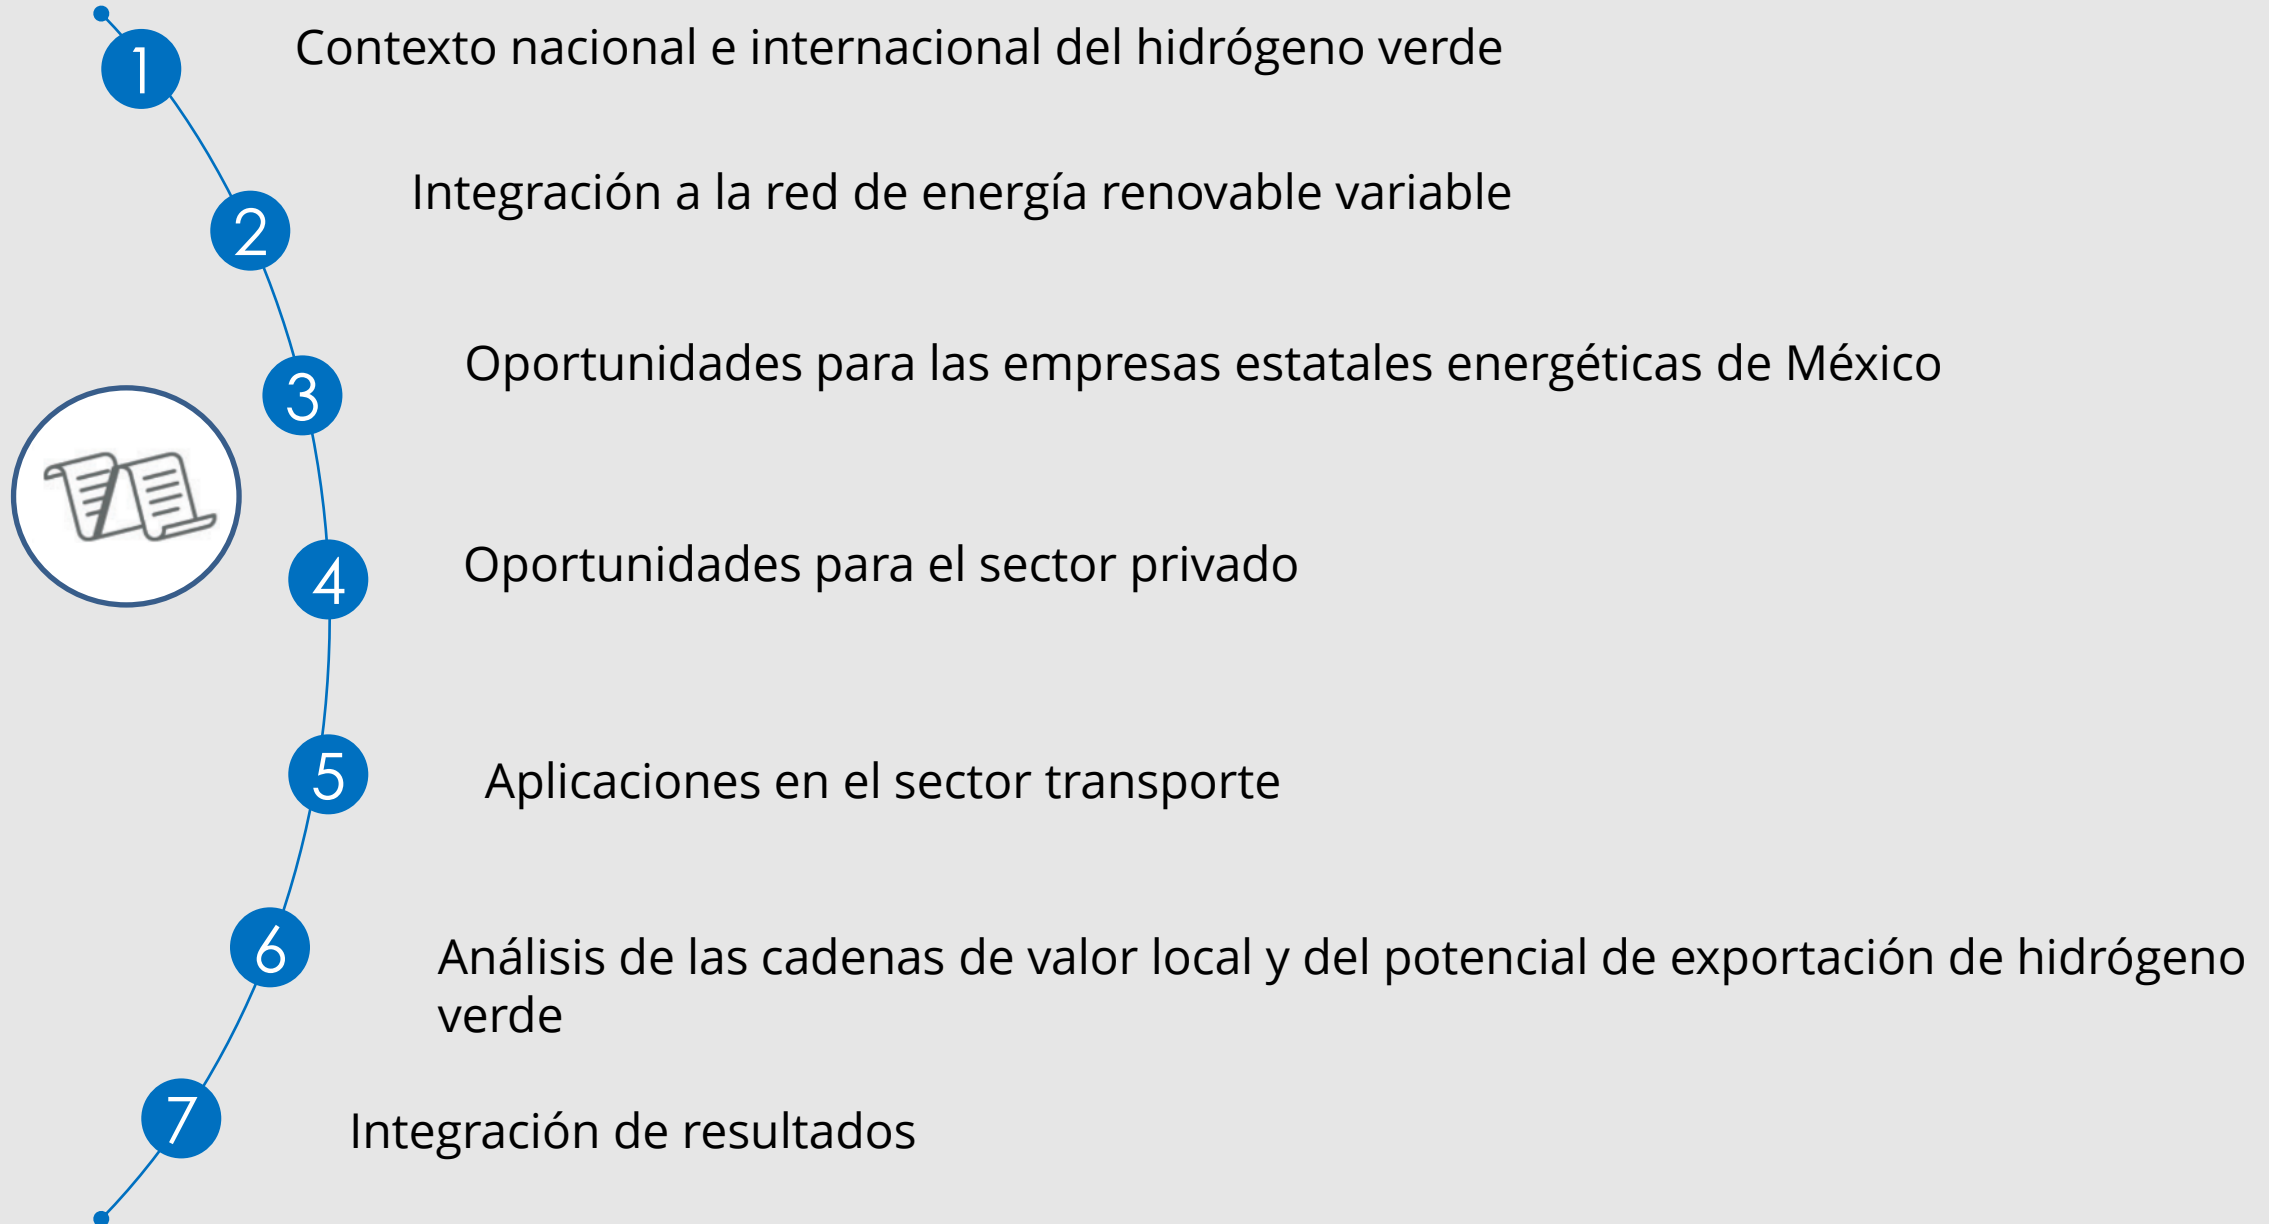 1
Contexto nacional e internacional del hidrógeno verde
2
Integración a la red de energía renovable variable
3
Oportunidades para las empresas estatales energéticas de México
4
Oportunidades para el sector privado
5
Aplicaciones en el sector transporte
6
Análisis de las cadenas de valor local y del potencial de exportación de hidrógeno
verde
7
Integración de resultados